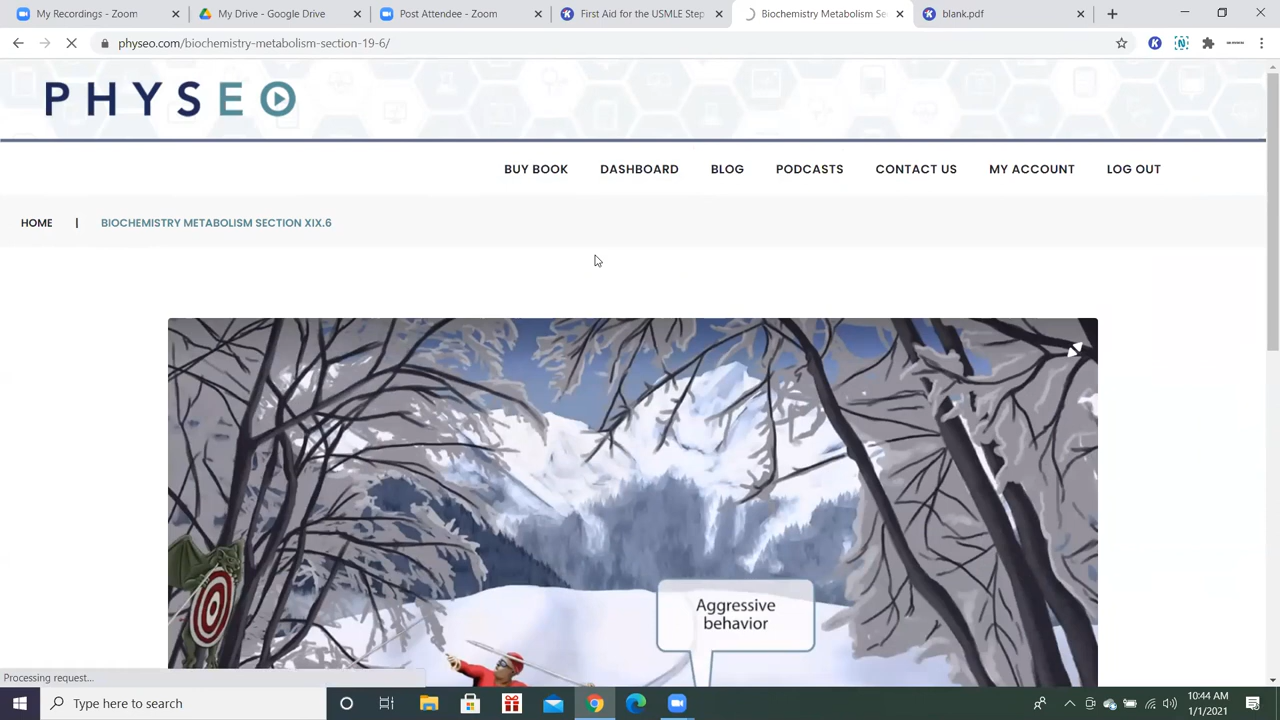 My Recordings - Zoom
My Drive - Google Drive
Post Attendee - Zoom
First Aid for the USMLE Step
Biochemistry Metabolism Se
blank.pdf
physeo.com/biochemistry-metabolism-section-19-6/
PHYSEO
BUY BOOK
DASHBOARD
BLOG
PODCASTS
CONTACT US
MY ACCOUNT
LOG OUT
HOME | BIOCHEMISTRY METABOLISM SECTION XIX.6
Aggressive
behavior
Processing request...
Type here to search
10:44 AM
1/1/2021